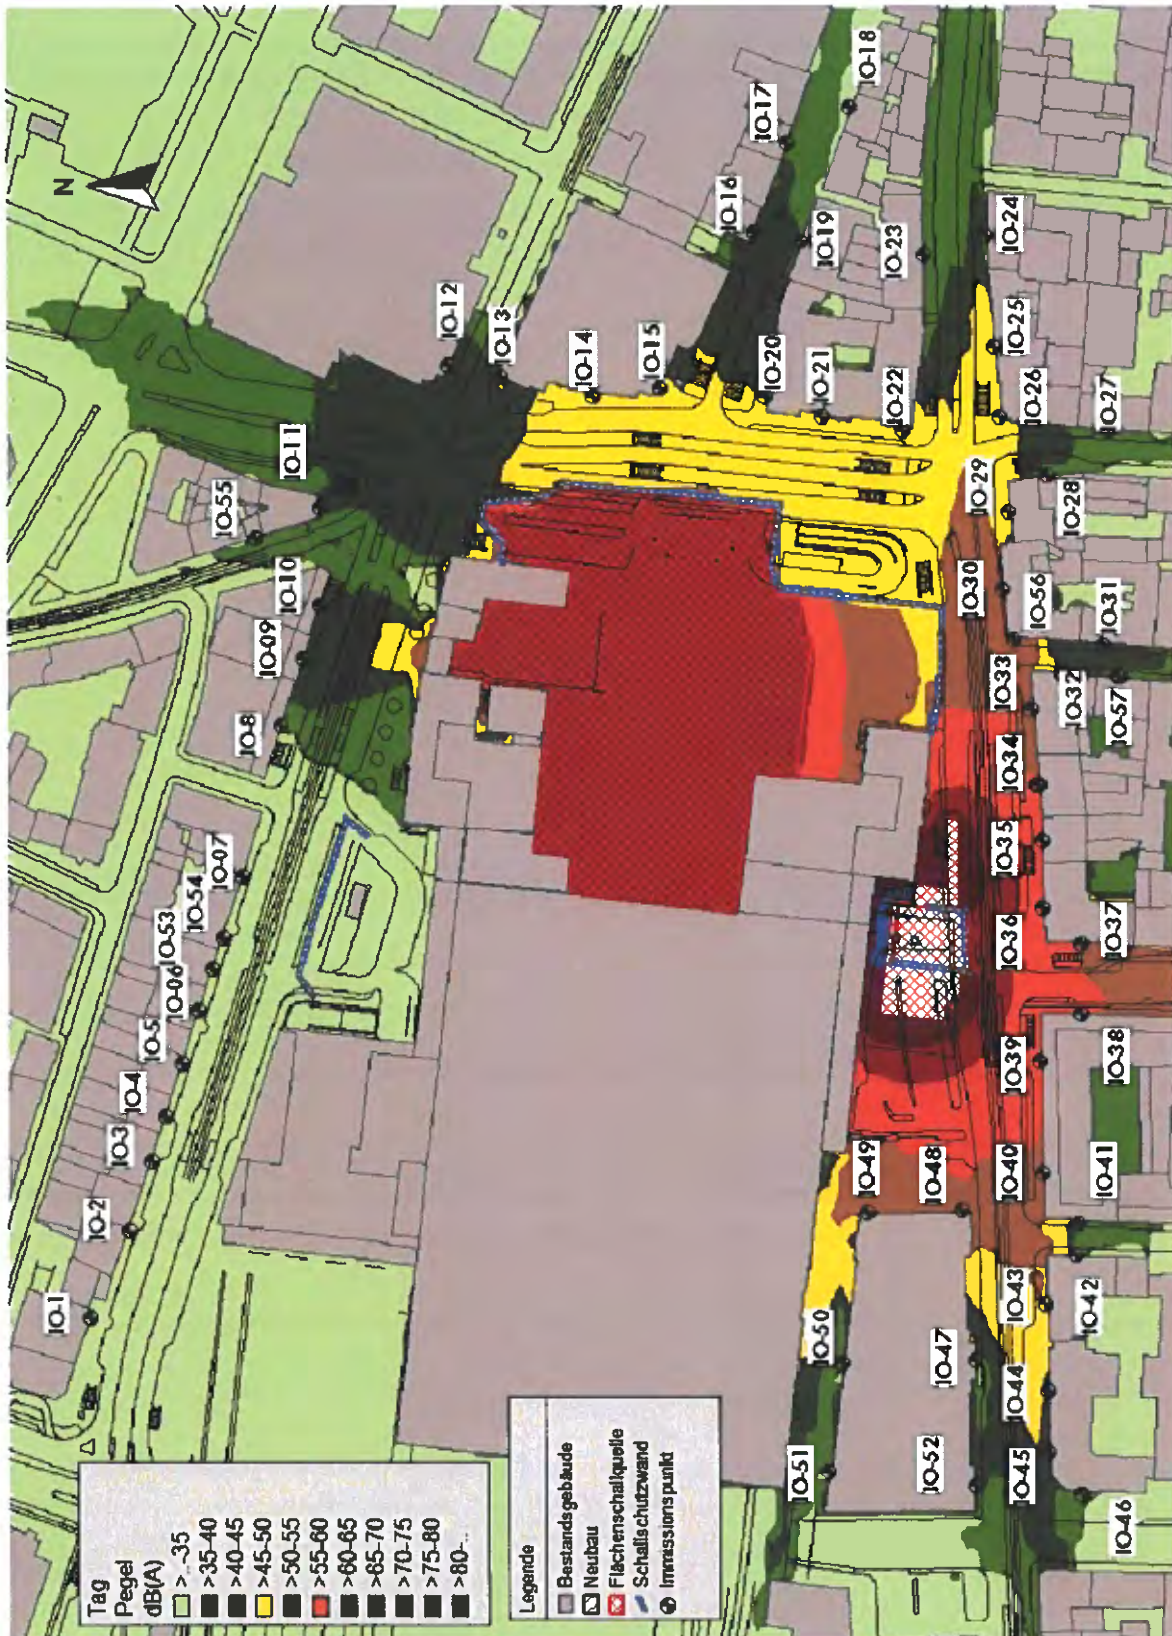 N
IO-1
IO-2
IO-3
IO-4
IO-5
IO-06
IO-53
IO-54
IO-07
IO-8
IO-09
IO-10
IO-55
IO-11
IO-12
IO-13
IO-14
IO-15
IO-16
IO-17
IO-18
IO-19
IO-20
IO-21
IO-22
IO-23
IO-24
IO-25
IO-26
IO-27
IO-28
IO-29
IO-30
IO-56
IO-31
IO-32
IO-57
IO-33
IO-34
IO-35
IO-36
IO-37
IO-38
IO-39
IO-40
IO-41
IO-42
IO-43
IO-44
IO-45
IO-46
IO-47
IO-48
IO-49
IO-50
IO-51
IO-52
Tag
Pegel
dB(A)
>..-35
>35-40
>40-45
>45-50
>50-55
>55-60
>60-65
>65-70
>70-75
>75-80
>80-..
Legende
Bestandsgebäude
Neubau
Flächenschallquelle
Schallschutzwand
Immissionspunkt